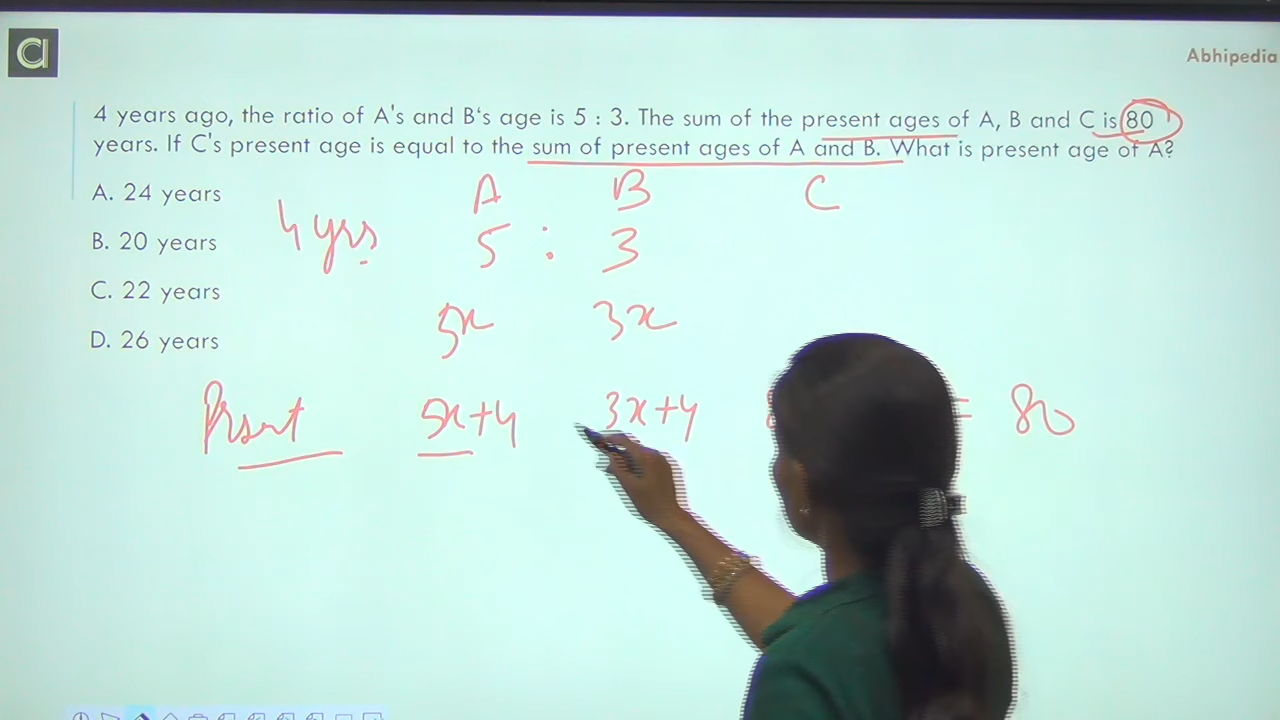 Abhipedia
4 years ago, the ratio of A's and B‘s age is 5 : 3. The sum of the present ages of A, B and C is 80
years. If C's present age is equal to the sum of present ages of A and B. What is present age of A?
A. 24 years
B. 20 years
C. 22 years
D. 26 years
A B C
4 yrs 5 : 3
5x 3x
Present 5x+4 3x+4 = 80